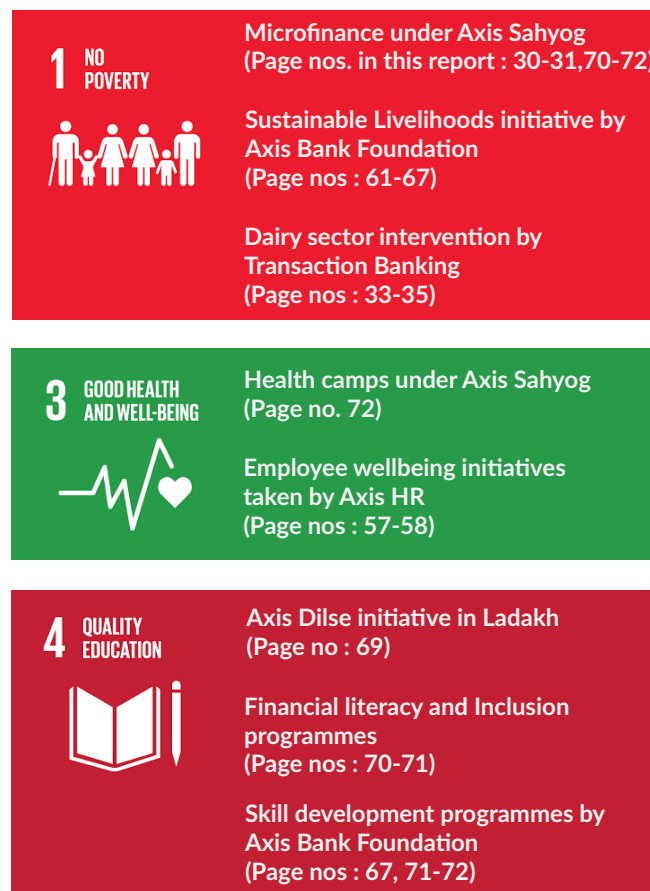 1 NO
POVERTY
Microfinance under Axis Sahyog
(Page nos. in this report : 30-31,70-72)
Sustainable Livelihoods initiative by
Axis Bank Foundation
(Page nos : 61-67)
Dairy sector intervention by
Transaction Banking
(Page nos : 33-35)
3 GOOD HEALTH
AND WELL-BEING
Health camps under Axis Sahyog
(Page no. 72)
Employee wellbeing initiatives
taken by Axis HR
(Page nos : 57-58)
4 QUALITY
EDUCATION
Axis Dilse initiative in Ladakh
(Page no : 69)
Financial literacy and Inclusion
programmes
(Page nos : 70-71)
Skill development programmes by
Axis Bank Foundation
(Page nos : 67, 71-72)